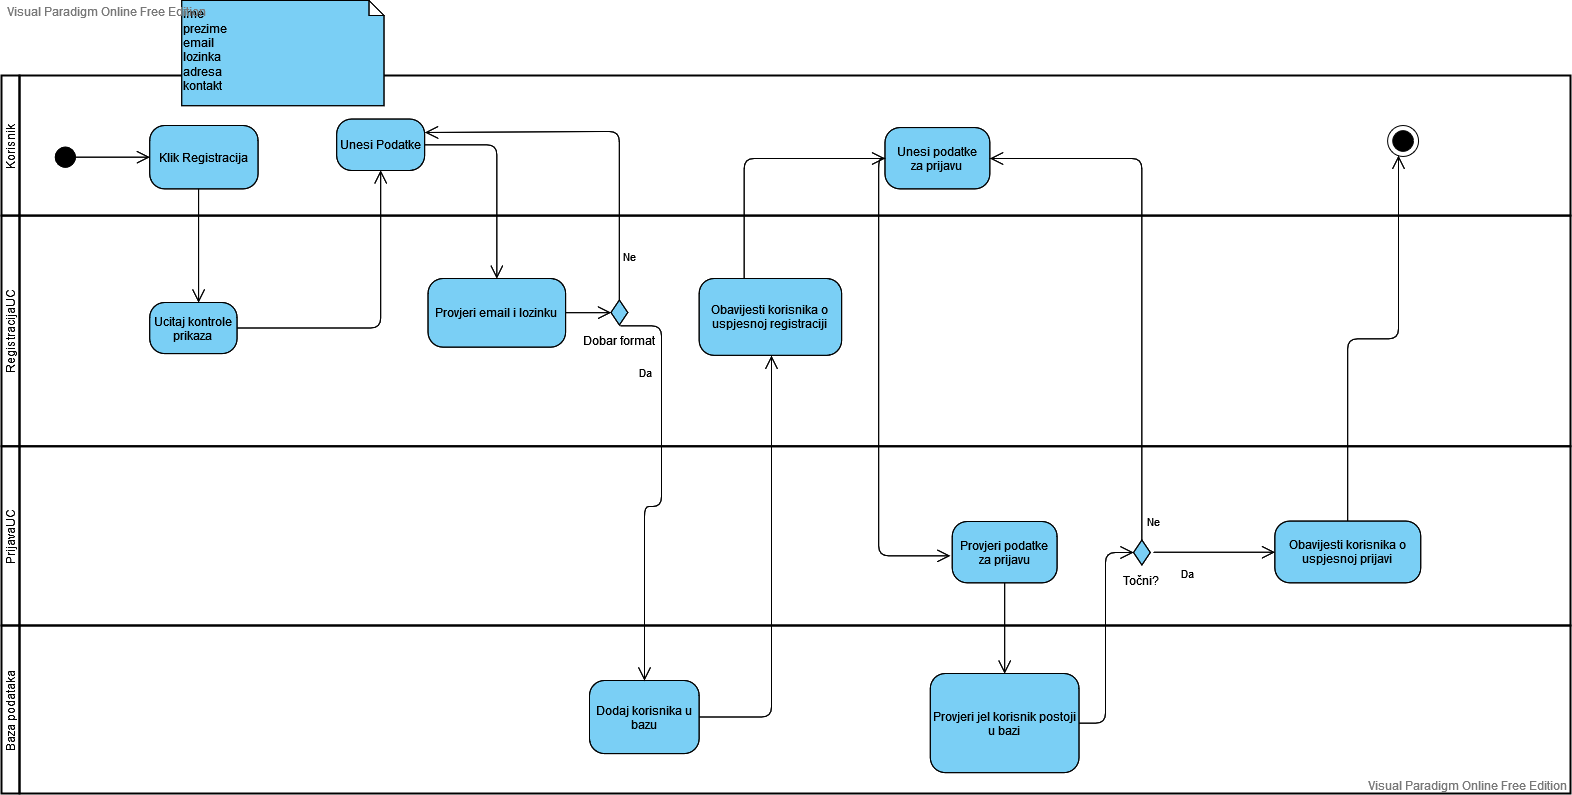 Visual Paradigm Online Free Edition
Ime
prezime
email
lozinka
adresa
kontakt
Korisnik
Klik Registracija
Unesi Podatke
Unesi podatke
za prijavu
RegistracijaUC
Ucitaj kontrole
prikaza
Provjeri email i lozinku
Ne
Dobar format
Da
Obavijesti korisnika o
uspjesnoj registraciji
PrijavaUC
Provjeri podatke
za prijavu
Ne
Točni?
Da
Obavijesti korisnika o
uspjesnoj prijavi
Baza podataka
Dodaj korisnika u
bazu
Provjeri jel korisnik postoji
u bazi
Visual Paradigm Online Free Edition